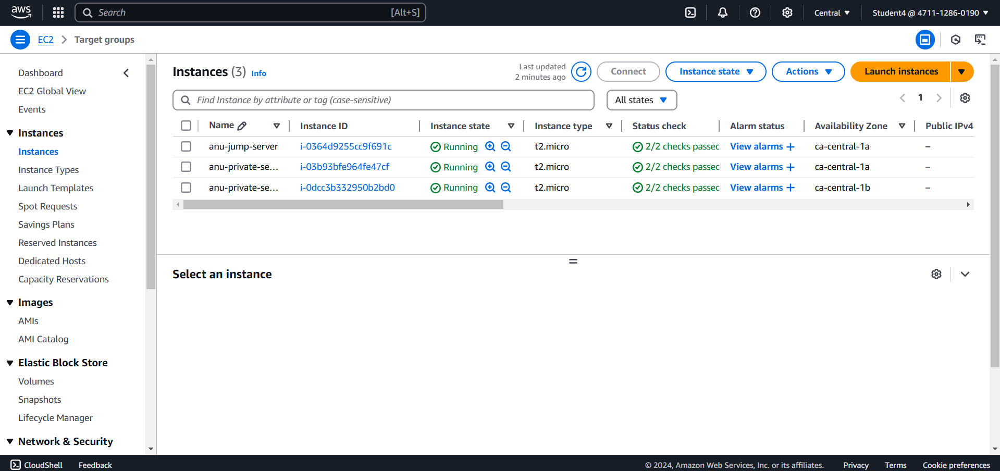 aws
Search [Alt+S]
Central
Student4 @ 4711-1286-0190
EC2 > Target groups
Dashboard
EC2 Global View
Events
Instances
Instances
Instance Types
Launch Templates
Spot Requests
Savings Plans
Reserved Instances
Dedicated Hosts
Capacity Reservations
Images
AMIs
AMI Catalog
Elastic Block Store
Volumes
Snapshots
Lifecycle Manager
Network & Security
Instances (3) Info
Last updated
2 minutes ago
Connect
Instance state
Actions
Launch instances
Find Instance by attribute or tag (case-sensitive)
All states
1
Name Instance ID Instance state Instance type Status check Alarm status Availability Zone Public IPv4
anu-jump-server i-0364d9255cc9f691c Running t2.micro 2/2 checks passed View alarms + ca-central-1a –
anu-private-se... i-03b93bfe964fe47cf Running t2.micro 2/2 checks passed View alarms + ca-central-1a –
anu-private-se... i-0dcc3b332950b2bd0 Running t2.micro 2/2 checks passed View alarms + ca-central-1b –
Select an instance
CloudShell Feedback © 2024, Amazon Web Services, Inc. or its affiliates. Privacy Terms Cookie preferences